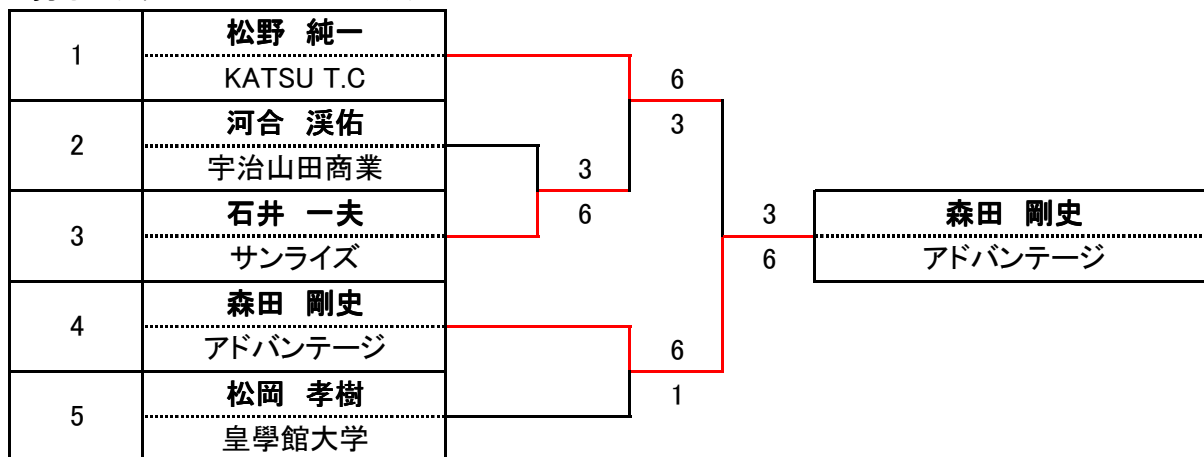 1
松野 純一
KATSU T.C
2
河合 渓佑
宇治山田商業
3
石井 一夫
サンライズ
4
森田 剛史
アドバンテージ
5
松岡 孝樹
皇學館大学
3
6
6
3
6
1
3
6
森田 剛史
アドバンテージ